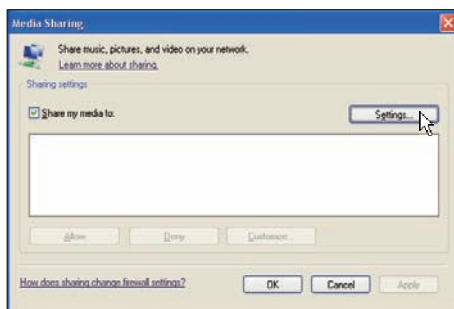 Media Sharing
Share music, pictures, and video on your network.
Learn more about sharing.
Sharing settings
Share my media to:
Settings...
Allow
Deny
Customize...
How does sharing change firewall settings?
OK
Cancel
Apply